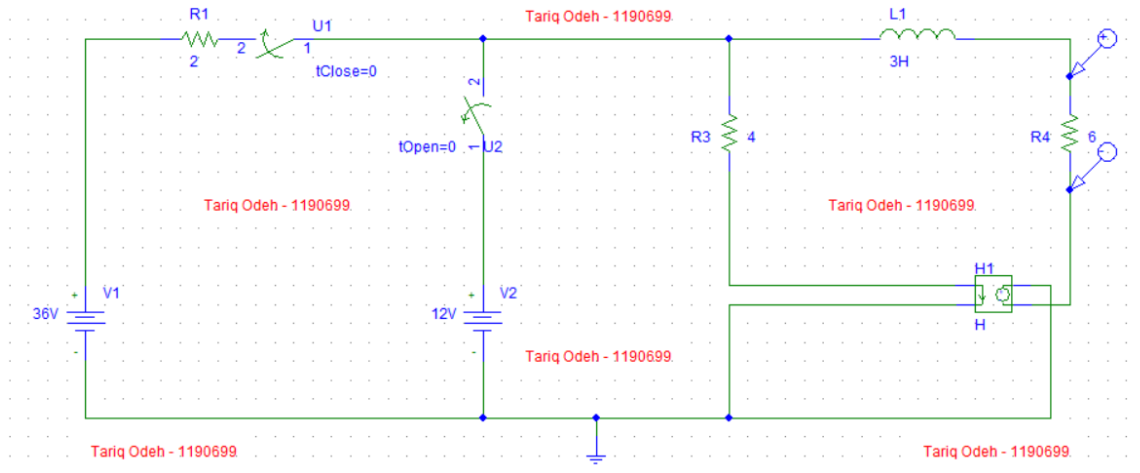 Tariq Odeh - 1190699
R1
U1
L1
2
2
1
tClose=0
3H
2
R3
4
R4
6
tOpen=0
1
U2
Tariq Odeh - 1190699
Tariq Odeh - 1190699
H1
+
V1
+
V2
36V
12V
H
-
-
Tariq Odeh - 1190699
Tariq Odeh - 1190699
Tariq Odeh - 1190699